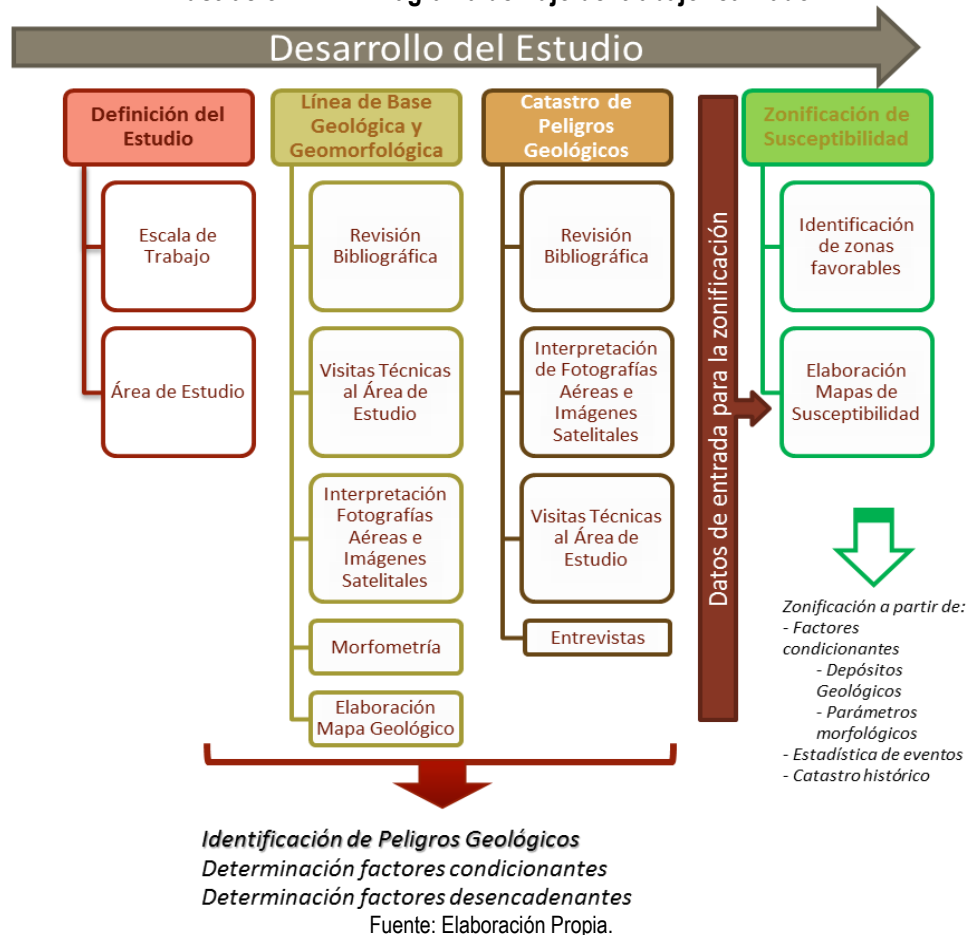 Desarrollo del Estudio
Definición del
Estudio
Escala de
Trabajo
Área de Estudio
Línea de Base
Geológica y
Geomorfológica
Revisión
Bibliográfica
Visitas Técnicas
al Área de
Estudio
Interpretación
Fotografías
Aéreas e
Imágenes
Satelitales
Morfometría
Elaboración
Mapa Geológico
Catastro de
Peligros
Geológicos
Revisión
Bibliográfica
Interpretación
de Fotografías
Aéreas e
Imágenes
Satelitales
Visitas Técnicas
al Área de
Estudio
Entrevistas
Datos de entrada para la zonificación
Zonificación de
Susceptibilidad
Identificación
de zonas
favorables
Elaboración
Mapas de
Susceptibilidad
Zonificación a partir de:
- Factores
condicionantes
- Depósitos
Geológicos
- Parámetros
morfológicos
- Estadística de eventos
- Catastro histórico
Identificación de Peligros Geológicos
Determinación factores condicionantes
Determinación factores desencadenantes
Fuente: Elaboración Propia.